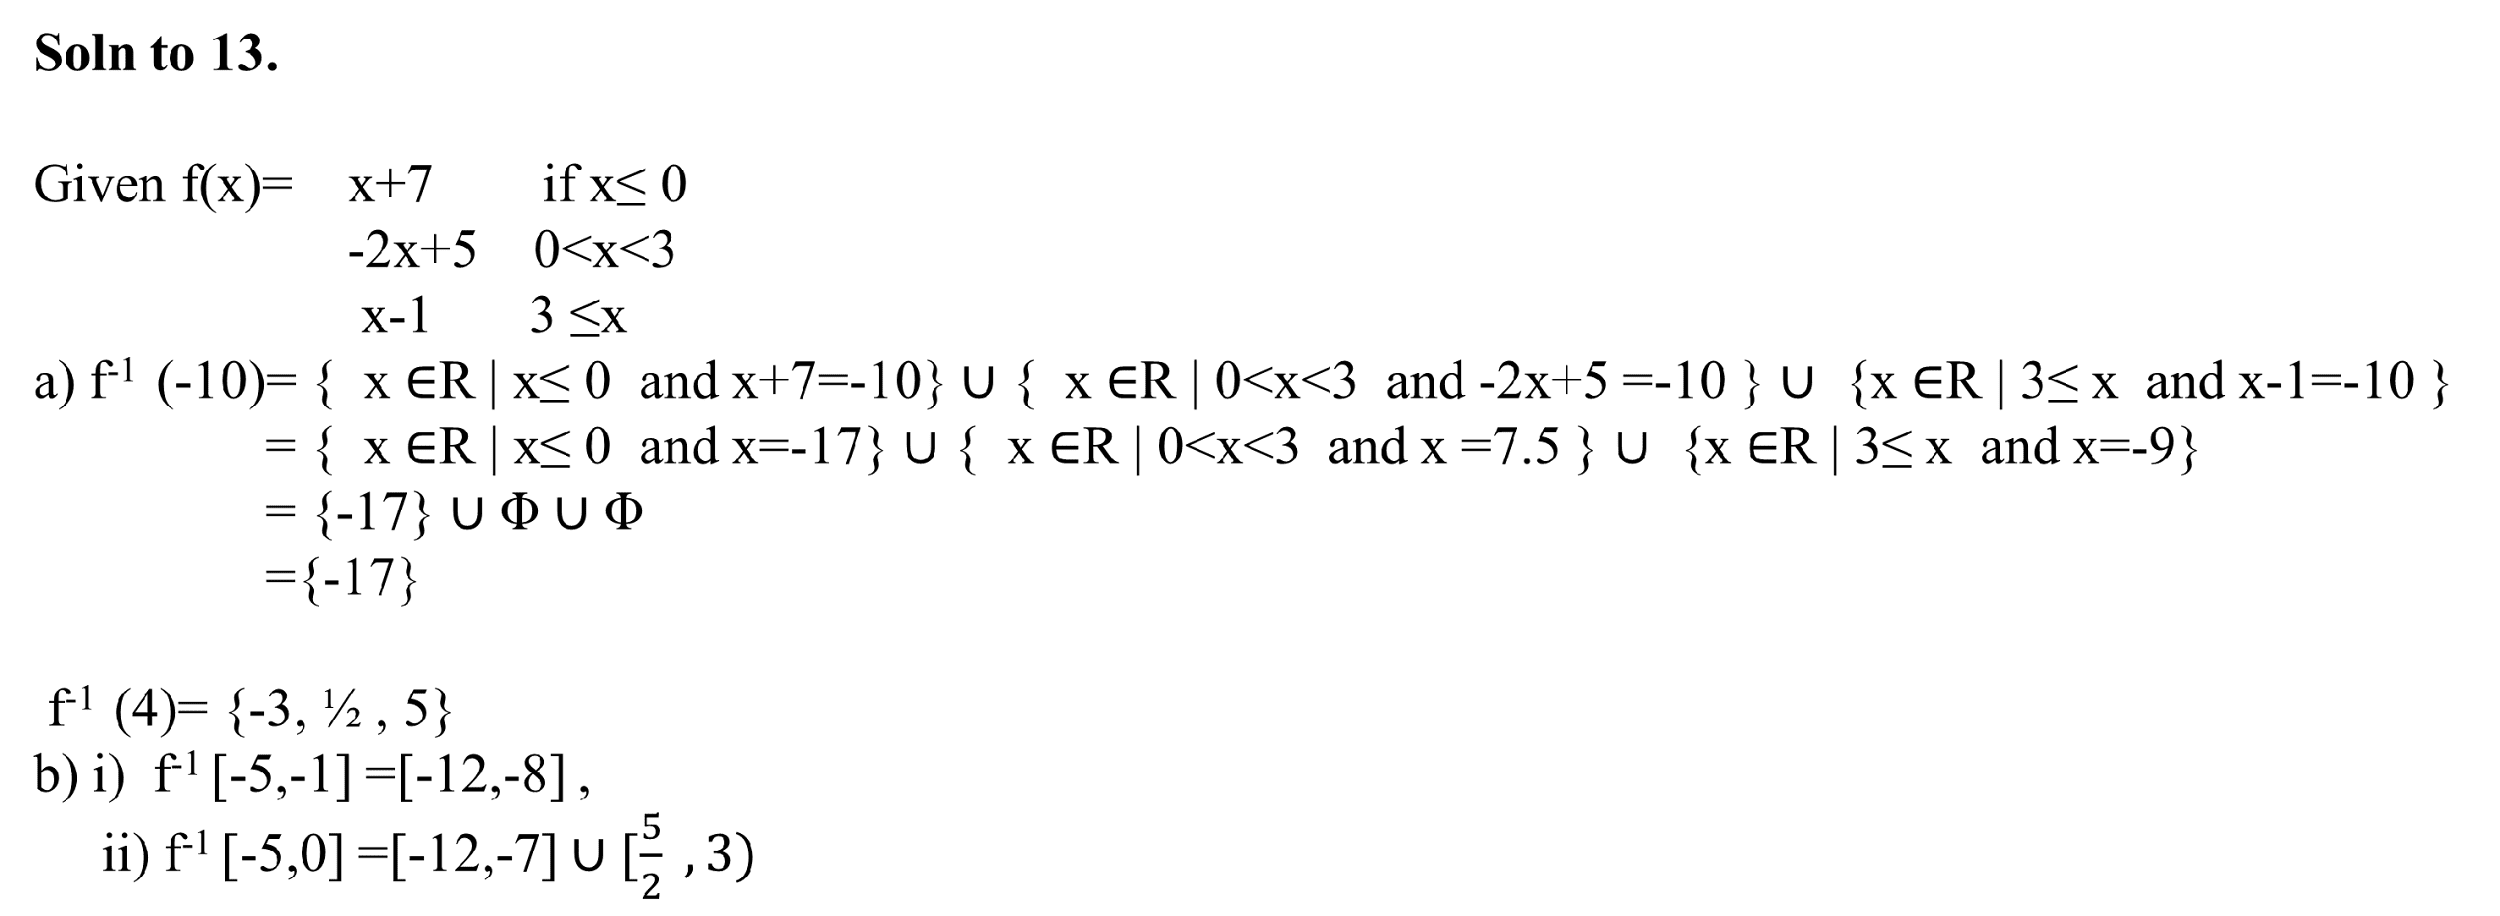 Soln to 13.
Given f(x)= x+7 if x≤ 0
-2x+5 0<x<3
x-1 3 ≤x
a) f⁻¹ (-10)= { x ∈R | x≤ 0 and x+7=-10} ∪ { x ∈R | 0<x<3 and -2x+5 =-10 } ∪ {x ∈R | 3≤ x and x-1=-10 }
= { x ∈R | x≤ 0 and x=-17} ∪ { x ∈R | 0<x<3 and x =7.5 } ∪ {x ∈R | 3≤ x and x=-9}
= {-17} ∪ Φ ∪ Φ
={-17}
f⁻¹ (4)= {-3, ½ , 5}
b) i) f⁻¹ [-5,-1] =[-12,-8] ,
ii) f⁻¹ [-5,0] =[-12,-7] ∪ [5/2 , 3)